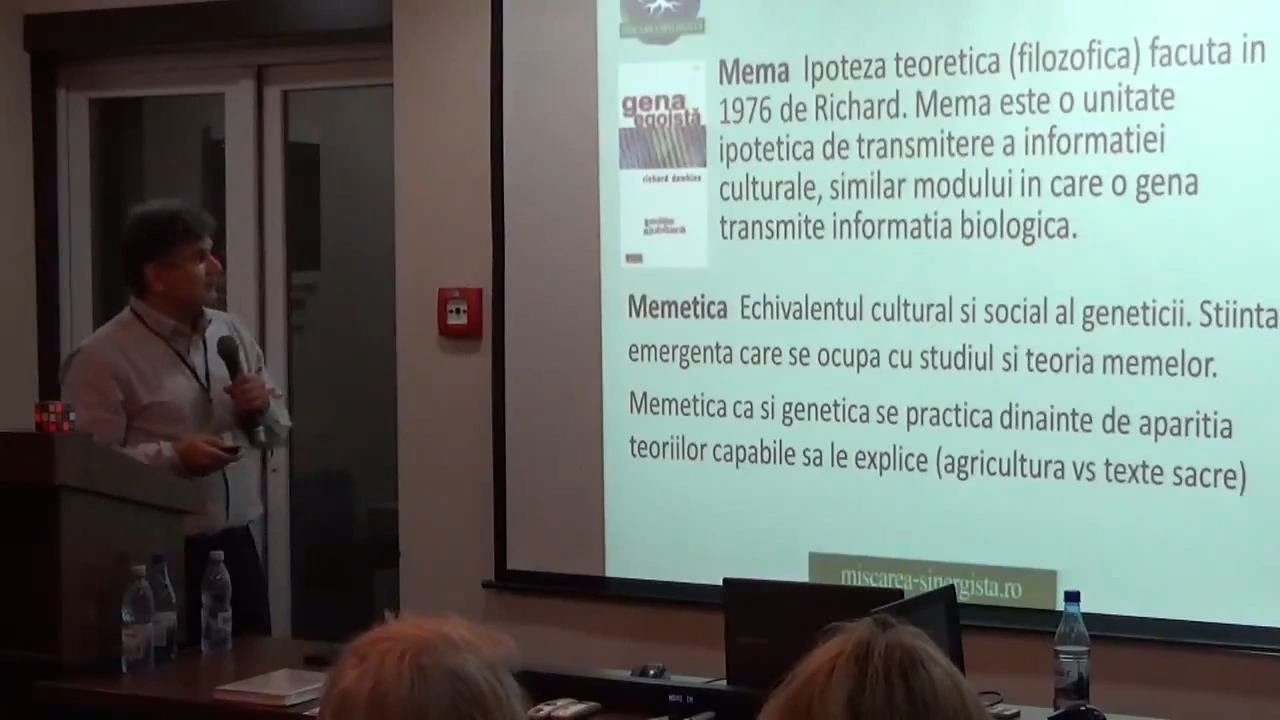 Mema Ipoteza teoretica (filozofica) facuta in
1976 de Richard. Mema este o unitate
ipotetica de transmitere a informatiei
culturale, similar modului in care o gena
transmite informatia biologica.
gena
egoistă
richard dawkins
Memetica Echivalentul cultural si social al geneticii. Stiinta
emergenta care se ocupa cu studiul si teoria memelor.
Memetica ca si genetica se practica dinainte de aparitia
teoriilor capabile sa le explice (agricultura vs texte sacre)
miscarea-sinergista.ro